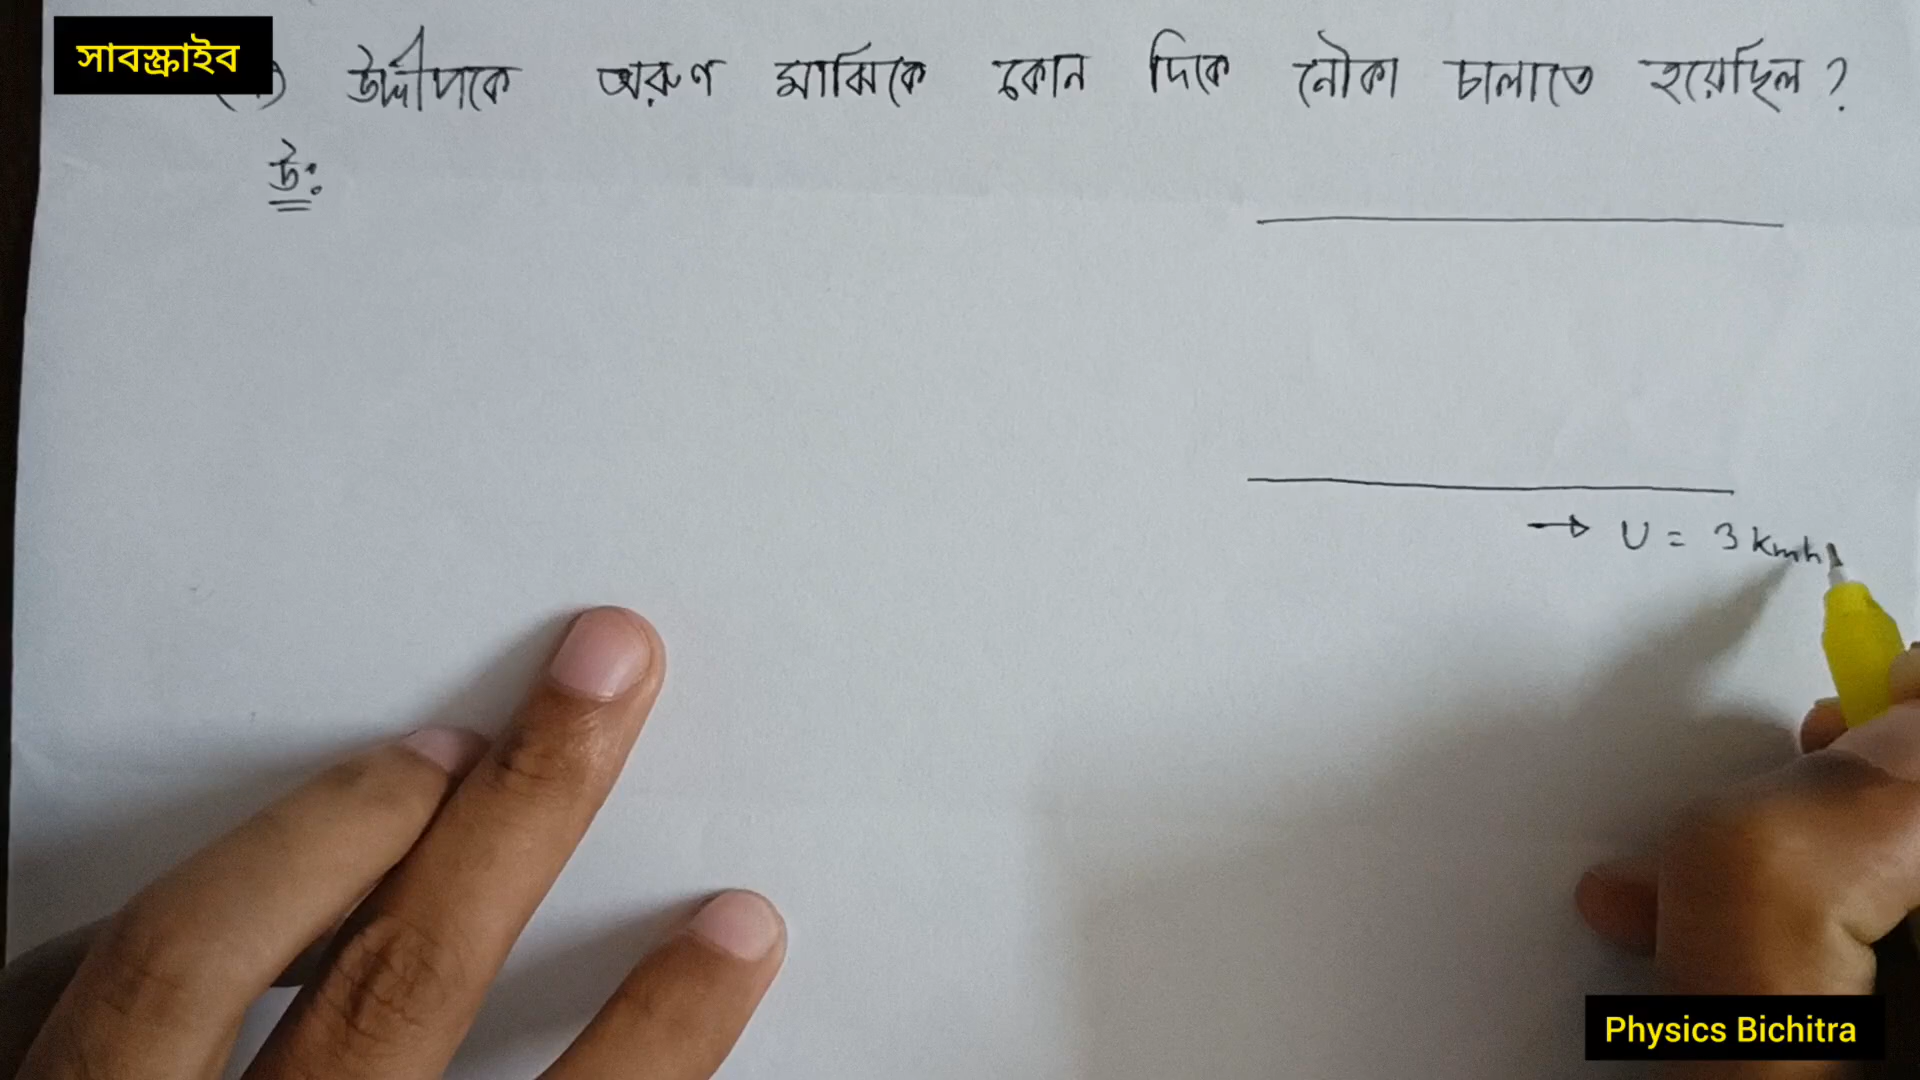 সাবস্ক্রাইব
উদ্দীপকে অরুণ মাঝিকে কোন দিকে নৌকা চালাতে হয়েছিল ?
উঃ
→ U = 3 Kmh
Physics Bichitra